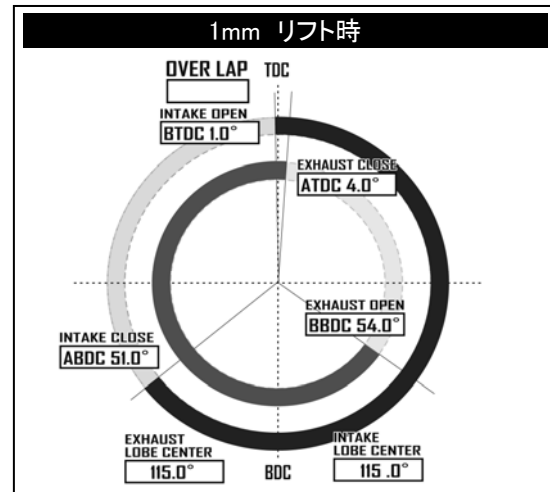 1mm リフト時
OVER LAP
TDC
INTAKE OPEN
BTDC 1.0°
EXHAUST CLOSE
ATDC 4.0°
EXHAUST OPEN
BBDC 54.0°
INTAKE CLOSE
ABDC 51.0°
EXHAUST
LOBE CENTER
115.0°
BDC
INTAKE
LOBE CENTER
115 .0°